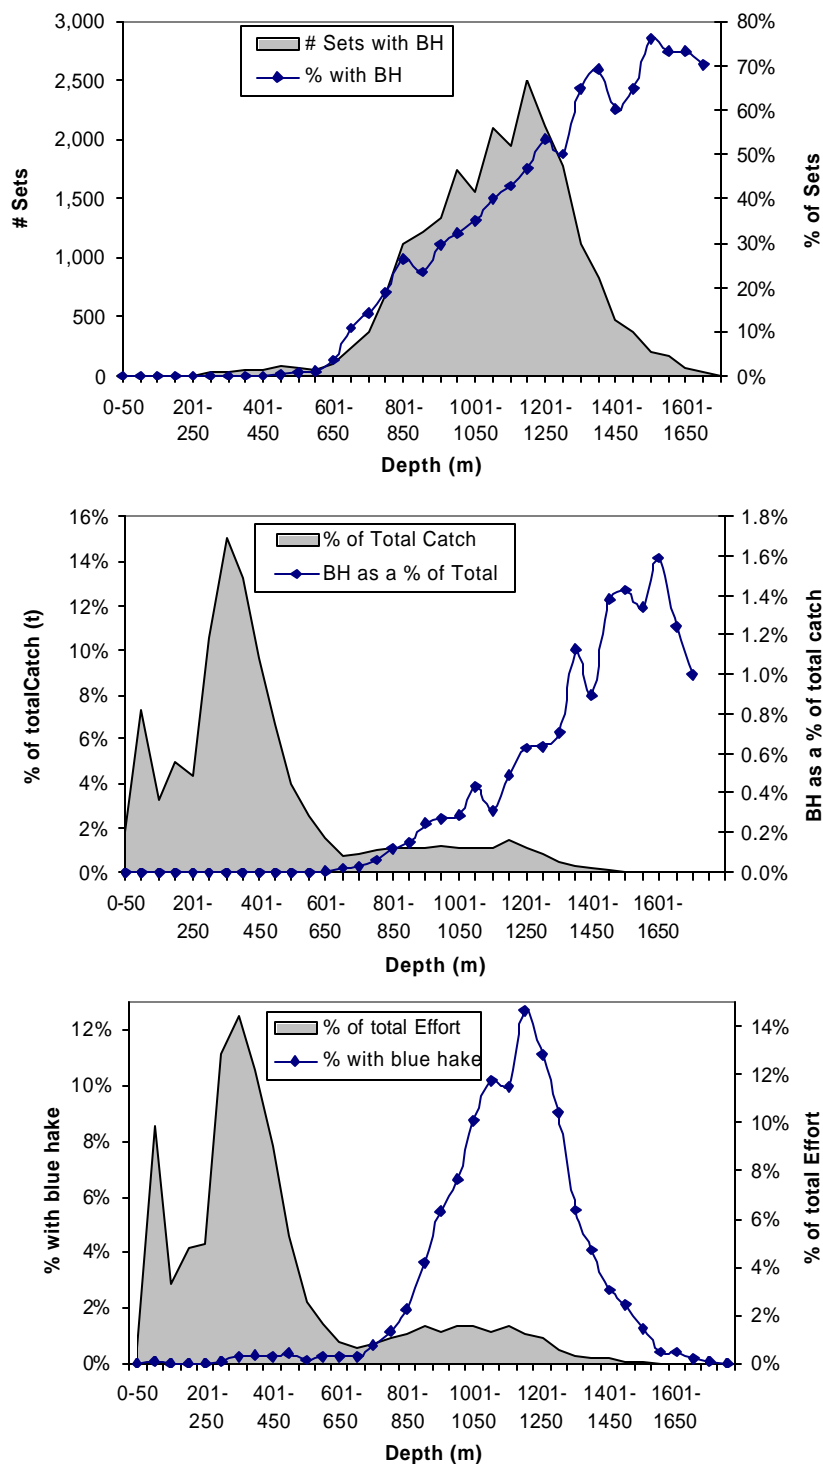 3,000
2,500
2,000
1,500
1,000
500
0
# Sets
# Sets with BH
% with BH
80%
70%
60%
50%
40%
30%
20%
10%
0%
% of Sets
0-50 201- 401- 601- 801- 1001- 1201- 1401- 1601-
250 450 650 850 1050 1250 1450 1650
Depth (m)
16%
14%
12%
10%
8%
6%
4%
2%
0%
% of totalCatch (t)
% of Total Catch
BH as a % of Total
1.8%
1.6%
1.4%
1.2%
1.0%
0.8%
0.6%
0.4%
0.2%
0.0%
BH as a % of total catch
0-50 201- 401- 601- 801- 1001- 1201- 1401- 1601-
250 450 650 850 1050 1250 1450 1650
Depth (m)
12%
10%
8%
6%
4%
2%
0%
% with blue hake
% of total Effort
% with blue hake
14%
12%
10%
8%
6%
4%
2%
0%
% of total Effort
0-50 201- 401- 601- 801- 1001- 1201- 1401- 1601-
250 450 650 850 1050 1250 1450 1650
Depth (m)